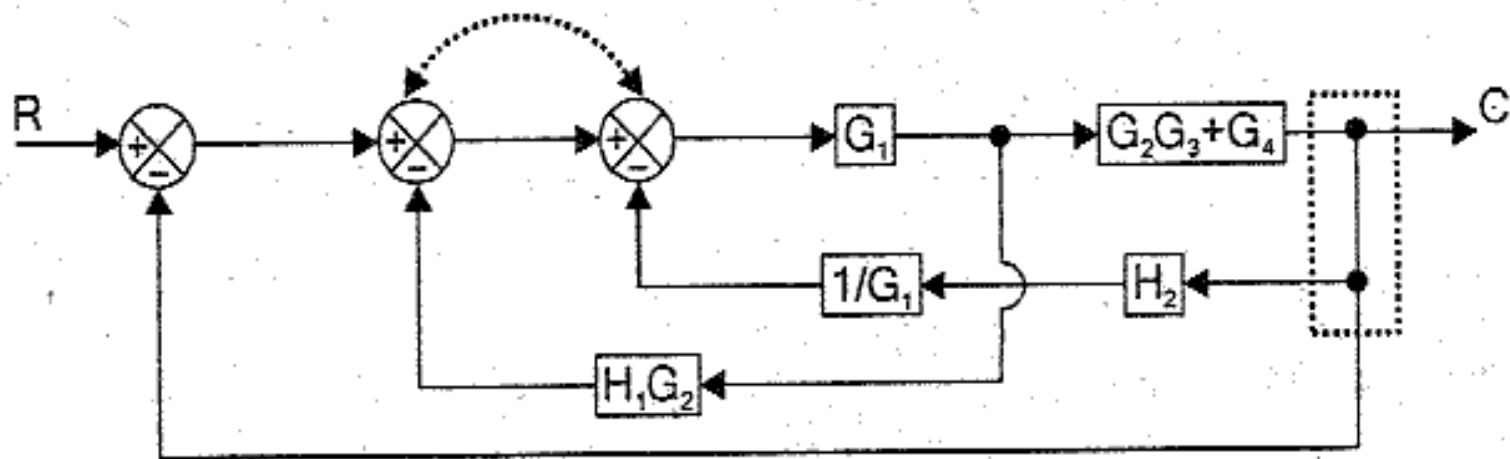 R
+
-
+
-
+
-
G₁
G₂G₃+G₄
C
1/G₁
H₂
H₁G₂